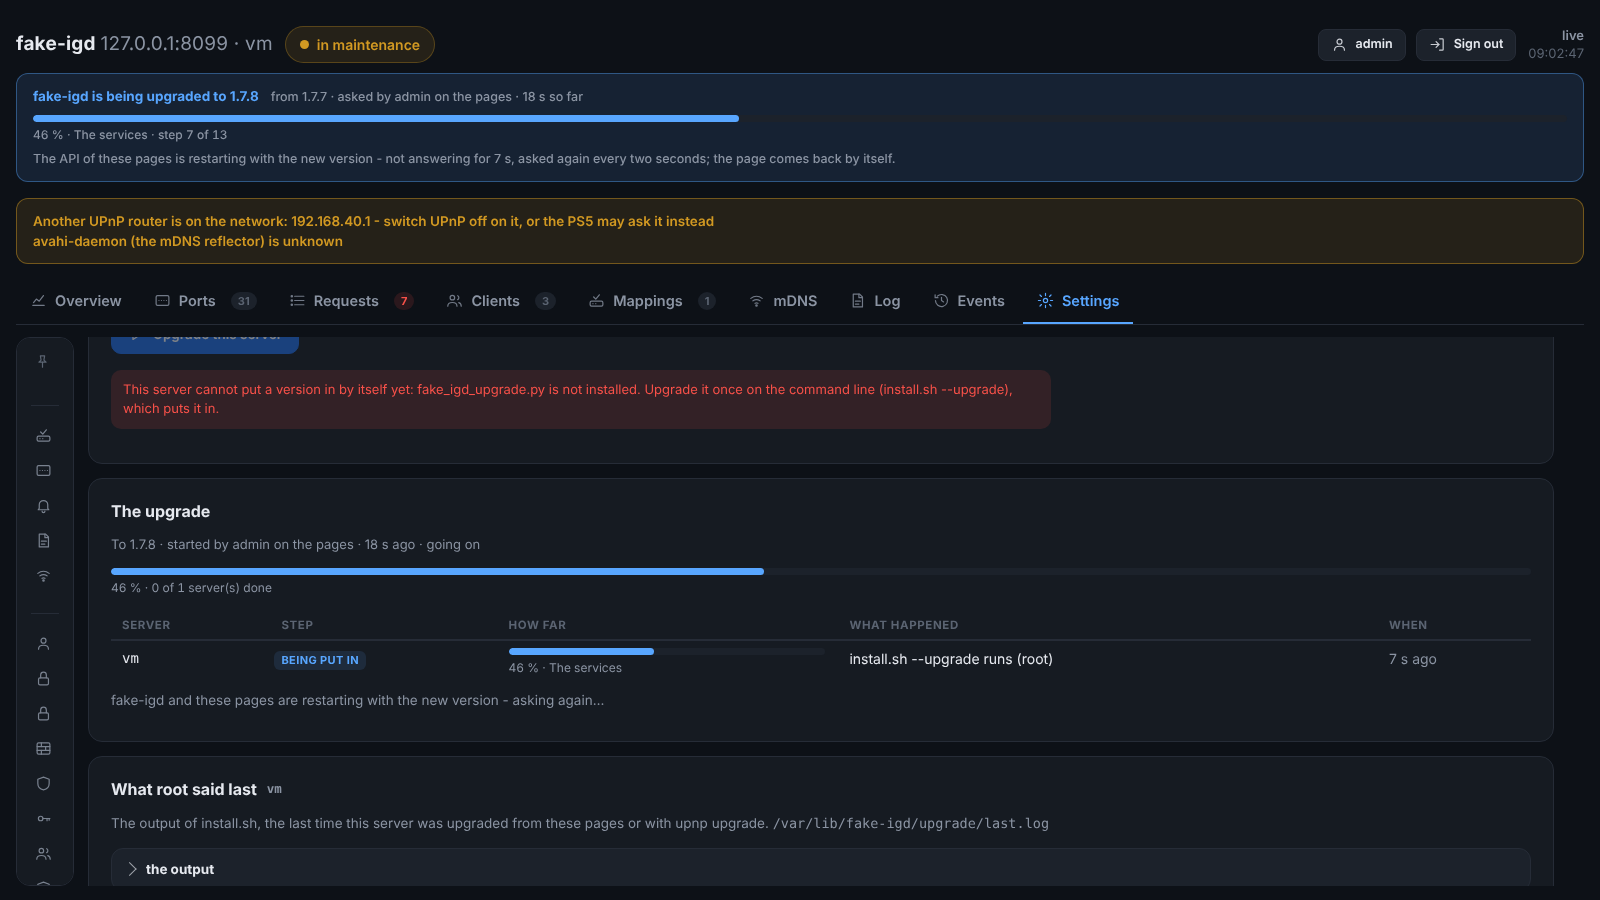 fake-igd 127.0.0.1:8099 · vm
in maintenance
admin
Sign out
live
09:02:47
fake-igd is being upgraded to 1.7.8 from 1.7.7 · asked by admin on the pages · 18 s so far
46 % · The services · step 7 of 13
The API of these pages is restarting with the new version - not answering for 7 s, asked again every two seconds; the page comes back by itself.
Another UPnP router is on the network: 192.168.40.1 - switch UPnP off on it, or the PS5 may ask it instead
avahi-daemon (the mDNS reflector) is unknown
Overview
Ports 31
Requests 7
Clients 3
Mappings 1
mDNS
Log
Events
Settings
Upgrade this server
This server cannot put a version in by itself yet: fake_igd_upgrade.py is not installed. Upgrade it once on the command line (install.sh --upgrade),
which puts it in.
The upgrade
To 1.7.8 · started by admin on the pages · 18 s ago · going on
46 % · 0 of 1 server(s) done
SERVER STEP HOW FAR WHAT HAPPENED WHEN
vm BEING PUT IN 46 % · The services install.sh --upgrade runs (root) 7 s ago
fake-igd and these pages are restarting with the new version - asking again...
What root said last vm
The output of install.sh, the last time this server was upgraded from these pages or with upnp upgrade. /var/lib/fake-igd/upgrade/last.log
the output